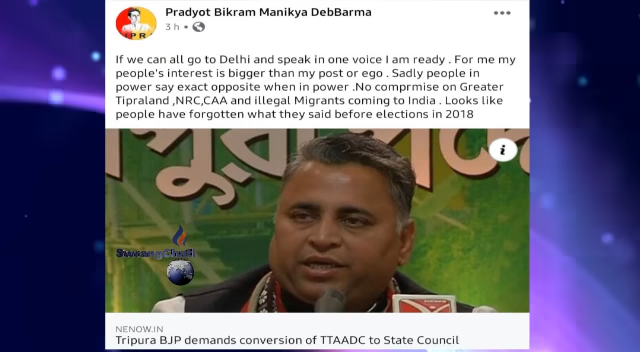 Pradyot Bikram Manikya DebBarma
3 h
If we can all go to Delhi and speak in one voice I am ready . For me my
people's interest is bigger than my post or ego . Sadly people in
power say exact opposite when in power .No comprmise on Greater
Tipraland ,NRC,CAA and illegal Migrants coming to India . Looks like
people have forgotten what they said before elections in 2018
NENOW.IN
Tripura BJP demands conversion of TTAADC to State Council